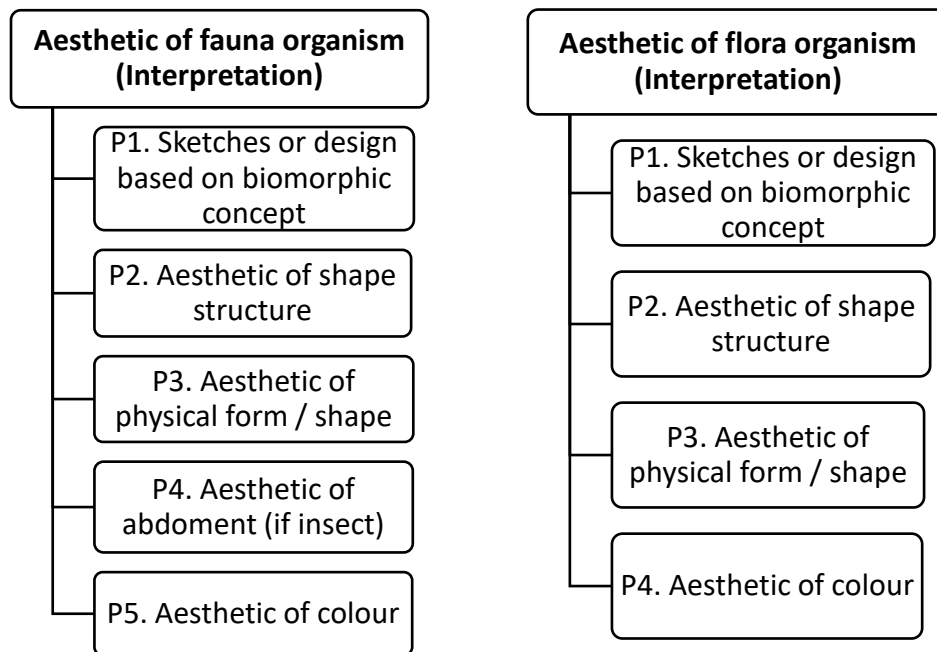 Aesthetic of fauna organism
(Interpretation)
P1. Sketches or design
based on biomorphic
concept
P2. Aesthetic of shape
structure
P3. Aesthetic of
physical form / shape
P4. Aesthetic of
abdoment (if insect)
P5. Aesthetic of colour
Aesthetic of flora organism
(Interpretation)
P1. Sketches or design
based on biomorphic
concept
P2. Aesthetic of shape
structure
P3. Aesthetic of
physical form / shape
P4. Aesthetic of colour